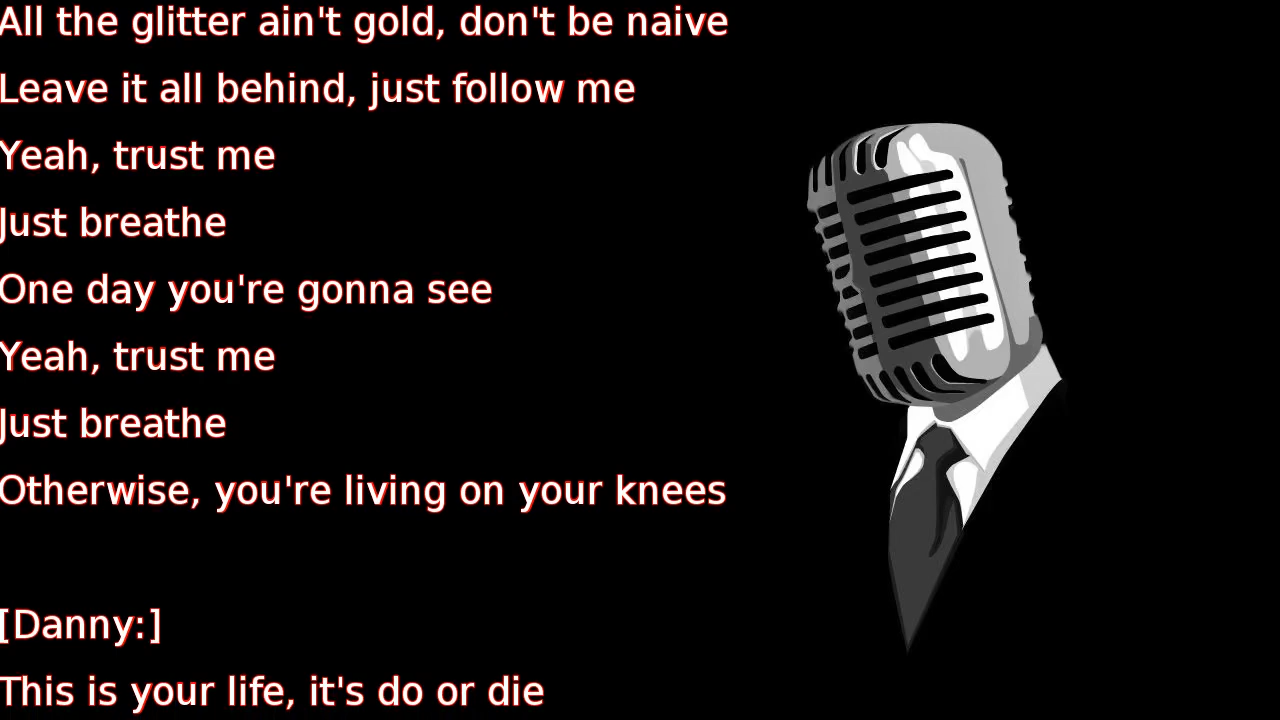 All the glitter ain't gold, don't be naive
Leave it all behind, just follow me
Yeah, trust me
Just breathe
One day you're gonna see
Yeah, trust me
Just breathe
Otherwise, you're living on your knees
[Danny:]
This is your life, it's do or die